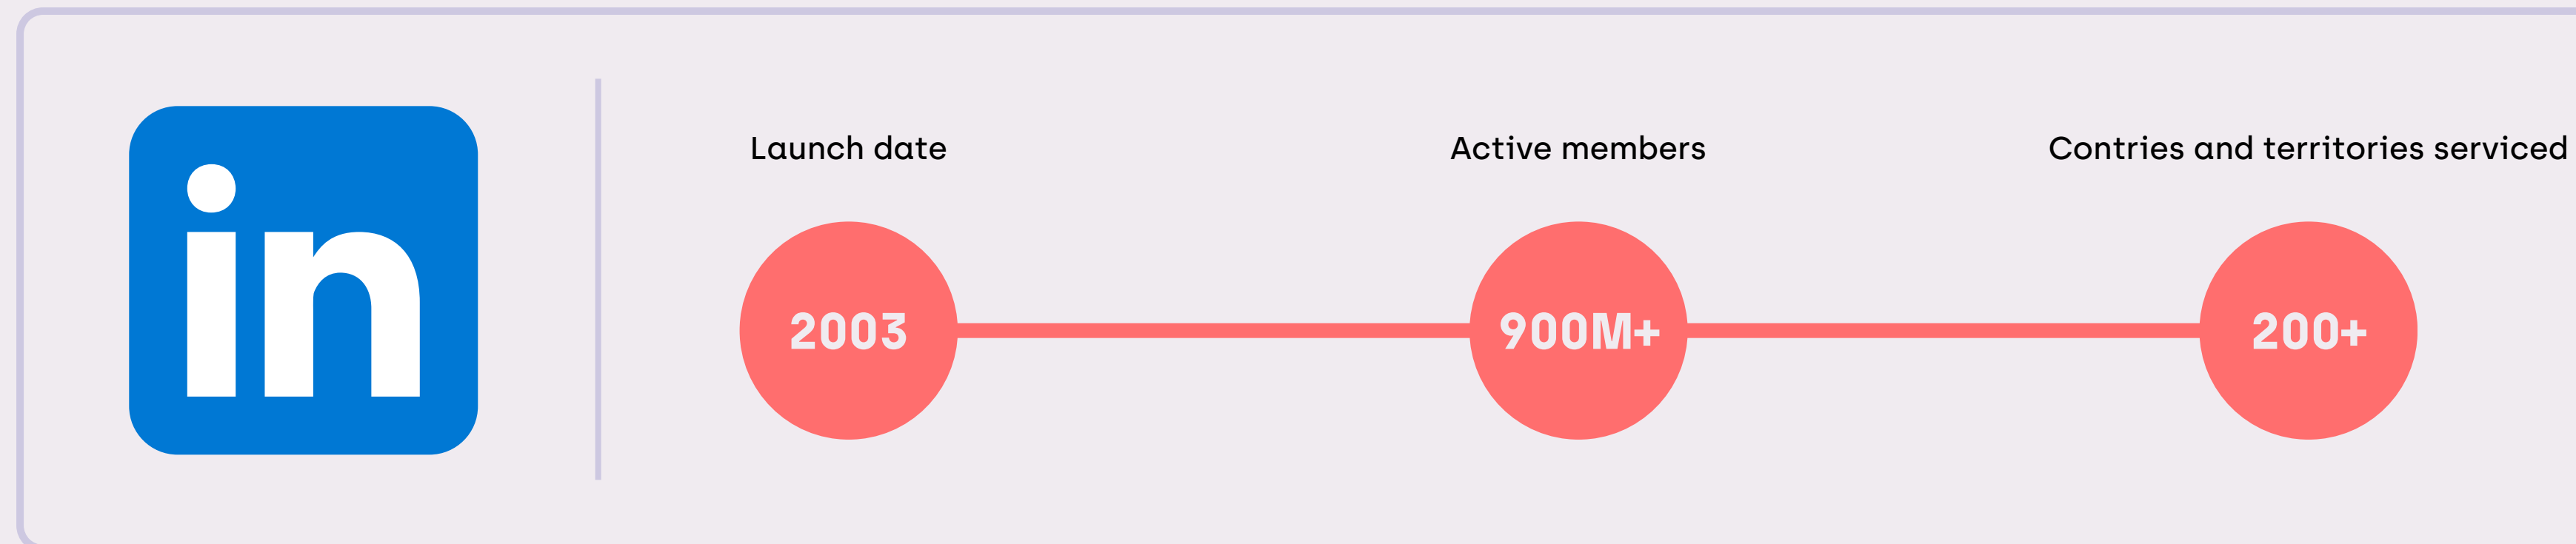 in
Launch date
Active members
Contries and territories serviced
2003
900M+
200+